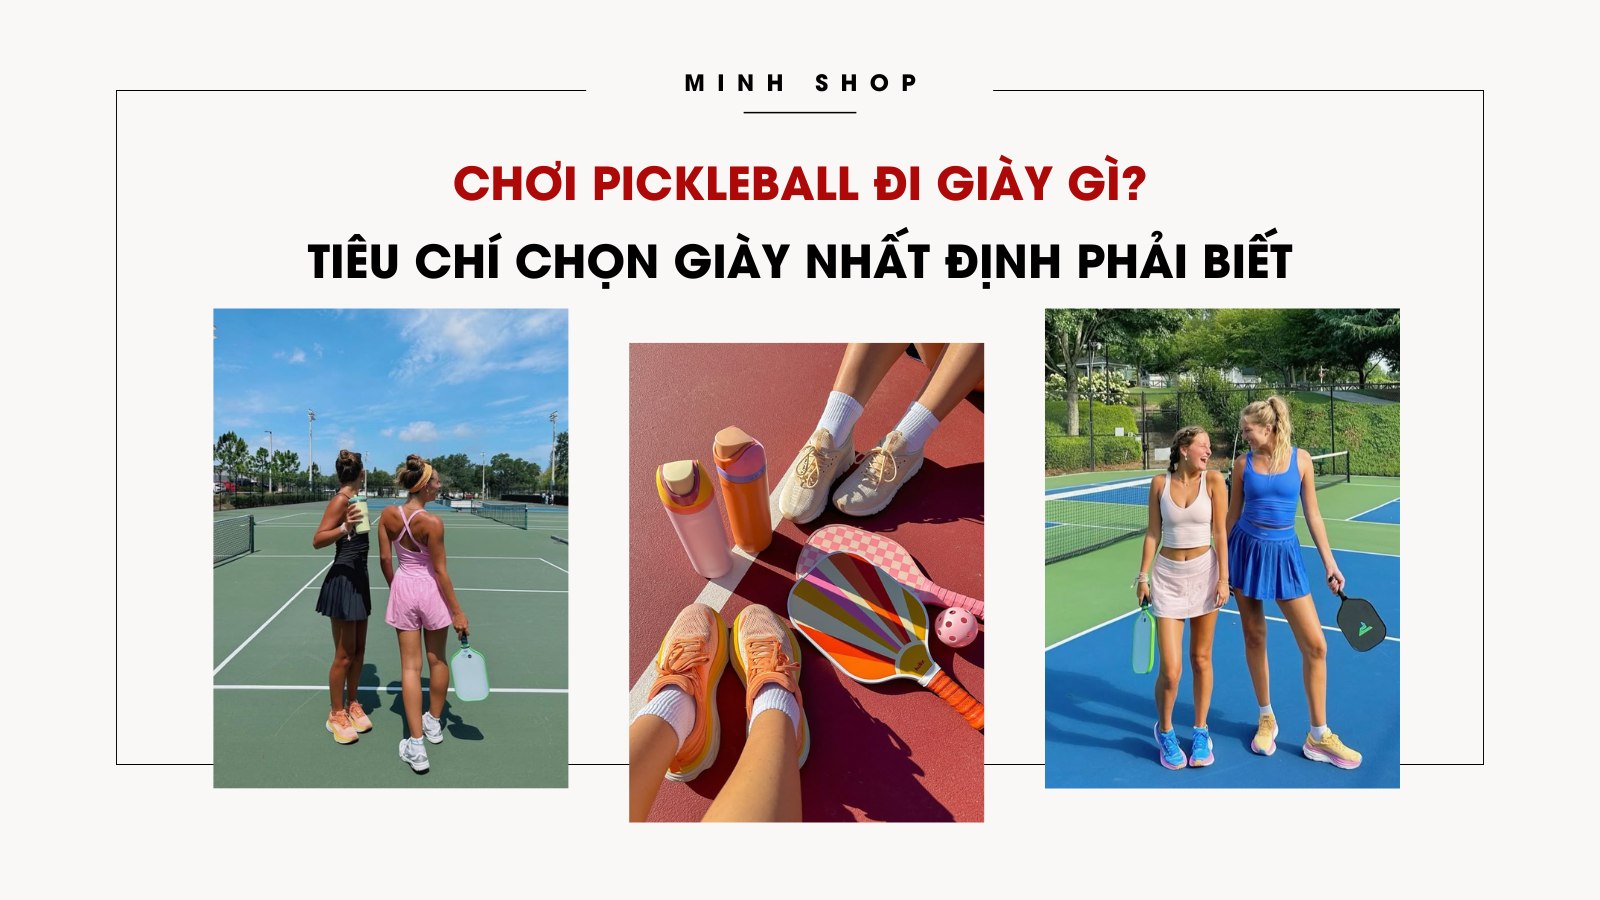 MINH SHOP
CHƠI PICKLEBALL ĐI GIÀY GÌ?
TIÊU CHÍ CHỌN GIÀY NHẤT ĐỊNH PHẢI BIẾT